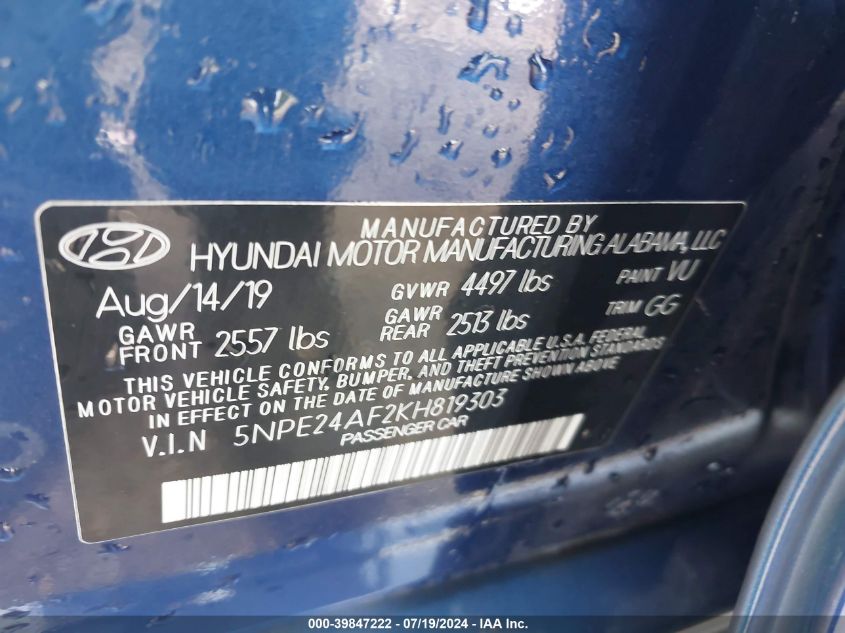 MANUFACTURED BY
HYUNDAI MOTOR MANUFACTURING ALABAMA, LLC
Aug/14/19 GVWR 4497 lbs PAINT VU
GAWR FRONT 2557 lbs GAWR REAR 2513 lbs TRIM GG
THIS VEHICLE CONFORMS TO ALL APPLICABLE U.S.A. FEDERAL
MOTOR VEHICLE SAFETY, BUMPER, AND THEFT PREVENTION STANDARDS
IN EFFECT ON THE DATE OF MANUFACTURE SHOWN ABOVE
V.I.N 5NPE24AF2KH819303
PASSENGER CAR
000-39847222 - 07/19/2024 - IAA Inc.